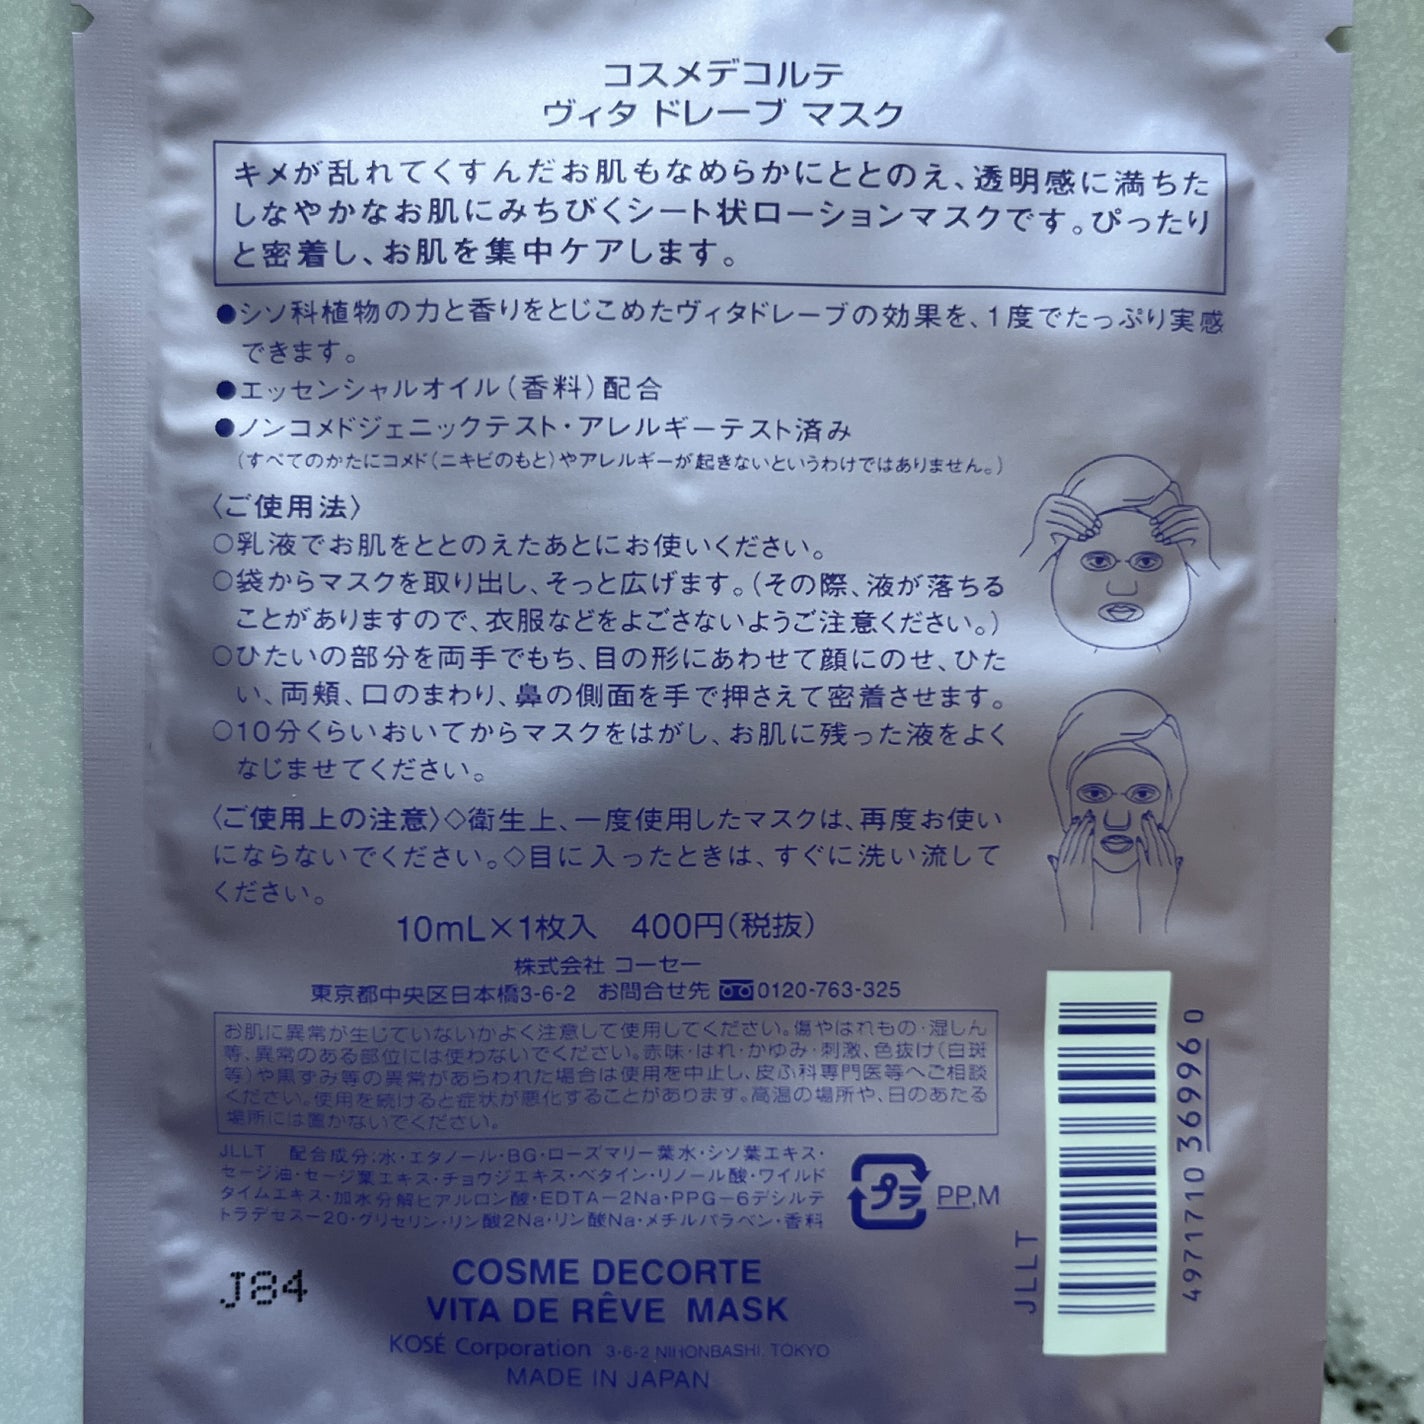 コスメデコルテ
ヴィタ ドレーブ マスク
キメが乱れてくすんだお肌もなめらかにととのえ、透明感に満ちた
しなやかなお肌にみちびくシート状ローションマスクです。ぴったり
と密着し、お肌を集中ケアします。
●シソ科植物の力と香りをとじこめたヴィタドレーブの効果を、1度でたっぷり実感
できます。
●エッセンシャルオイル(香料)配合
●ノンコメドジェニックテスト・アレルギーテスト済み
(すべてのかたにコメド(ニキビのもと)やアレルギーが起きないというわけではありません。)
〈ご使用法〉
○乳液でお肌をととのえたあとにお使いください。
○袋からマスクを取り出し、そっと広げます。(その際、液が落ちる
ことがありますので、衣服などをよごさないようご注意ください。)
○ひたいの部分を両手でもち、目の形にあわせて顔にのせ、ひた
い、両頬、口のまわり、鼻の側面を手で押さえて密着させます。
○10分くらいおいてからマスクをはがし、お肌に残った液をよく
なじませてください。
〈ご使用上の注意〉◇衛生上、一度使用したマスクは、再度お使い
にならないでください。◇目に入ったときは、すぐに洗い流して
ください。
10mL×1枚入 400円(税抜)
株式会社 コーセー
東京都中央区日本橋3-6-2 お問合せ先 0120-763-325
お肌に異常が生じていないかよく注意して使用してください。傷やはれもの・湿しん
等、異常のある部位には使わないでください。赤味・はれ・かゆみ・刺激、色抜け(白斑
等)や黒ずみ等の異常があらわれた場合は使用を中止し、皮ふ科専門医等へご相談
ください。使用を続けると症状が悪化することがあります。高温の場所や、日のあたる
場所には置かないでください。
JLLT 配合成分:水・エタノール・BG・ローズマリー葉水・シソ葉エキス・
セージ油・セージ葉エキス・チョウジエキス・ベタイン・リノール酸・ワイルド
タイムエキス・加水分解ヒアルロン酸・EDTA－2Na・PPG－6デシルテ
トラデセス－20・グリセリン・リン酸2Na・リン酸Na・メチルパラベン・香料
プラ
PP,M
J84
COSME DECORTE
VITA DE RÊVE MASK
KOSÉ Corporation 3-6-2 NIHONBASHI, TOKYO
MADE IN JAPAN
JLLT
4971710 369960